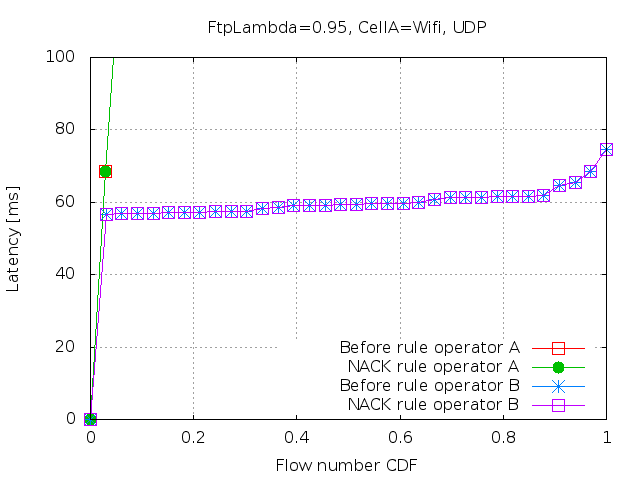 FtpLambda=0.95, CellA=Wifi, UDP
100
80
60
40
20
0
Latency [ms]
Before rule operator A
NACK rule operator A
Before rule operator B
NACK rule operator B
0 0.2 0.4 0.6 0.8 1
Flow number CDF